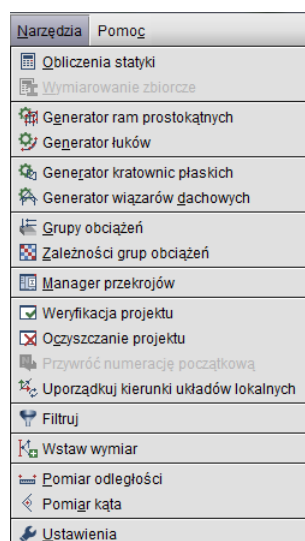 Narzędzia Pomoc
Obliczenia statyki
Wymiarowanie zbiorcze
Generator ram prostokątnych
Generator łuków
Generator kratownic płaskich
Generator wiązarów dachowych
Grupy obciążeń
Zależności grup obciążeń
Manager przekrojów
Weryfikacja projektu
Oczyszczanie projektu
Przywróć numerację początkową
Uporządkuj kierunki układów lokalnych
Filtruj
Wstaw wymiar
Pomiar odległości
Pomiar kąta
Ustawienia